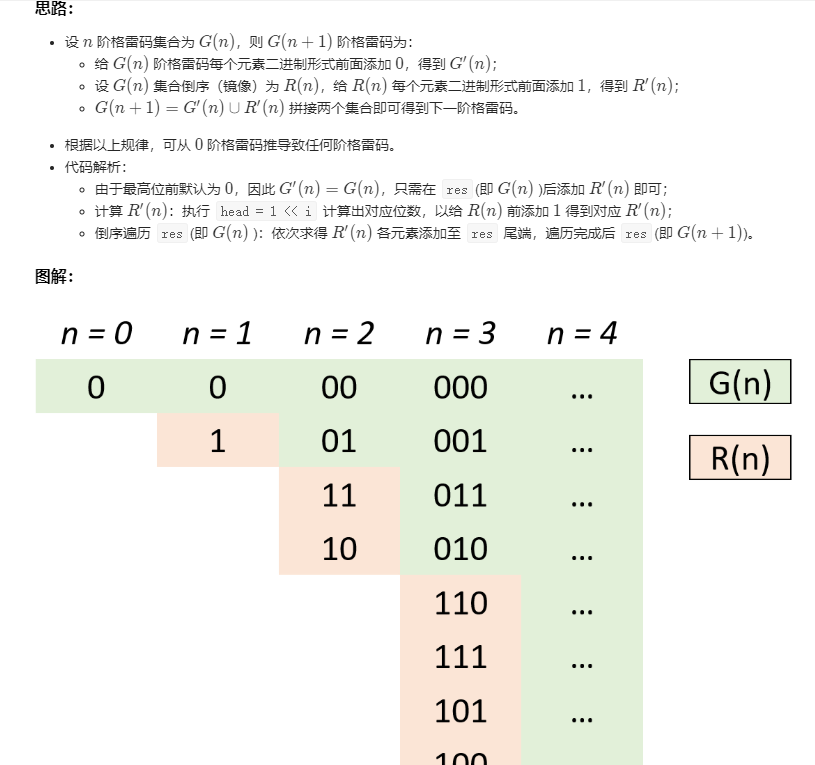 思路：
设 n 阶格雷码集合为 G(n)，则 G(n+1) 阶格雷码为：
给 G(n) 阶格雷码每个元素二进制形式前面添加 0，得到 G′(n)；
设 G(n) 集合倒序（镜像）为 R(n)，给 R(n) 每个元素二进制形式前面添加 1，得到 R′(n)；
G(n+1) = G′(n) ∪ R′(n) 拼接两个集合即可得到下一阶格雷码。
根据以上规律，可从 0 阶格雷码推导致任何阶格雷码。
代码解析：
由于最高位前默认为 0，因此 G′(n) = G(n)，只需在 res (即 G(n) )后添加 R′(n) 即可；
计算 R′(n)：执行 head = 1 << i 计算出对应位数，以给 R(n) 前添加 1 得到对应 R′(n)；
倒序遍历 res (即 G(n) )：依次求得 R′(n) 各元素添加至 res 尾端，遍历完成后 res (即 G(n+1))。
图解：
n = 0 n = 1 n = 2 n = 3 n = 4
0 0 00 000 ... G(n)
1 01 001 ...
11 011 ... R(n)
10 010 ...
110 ...
111 ...
101 ...
100